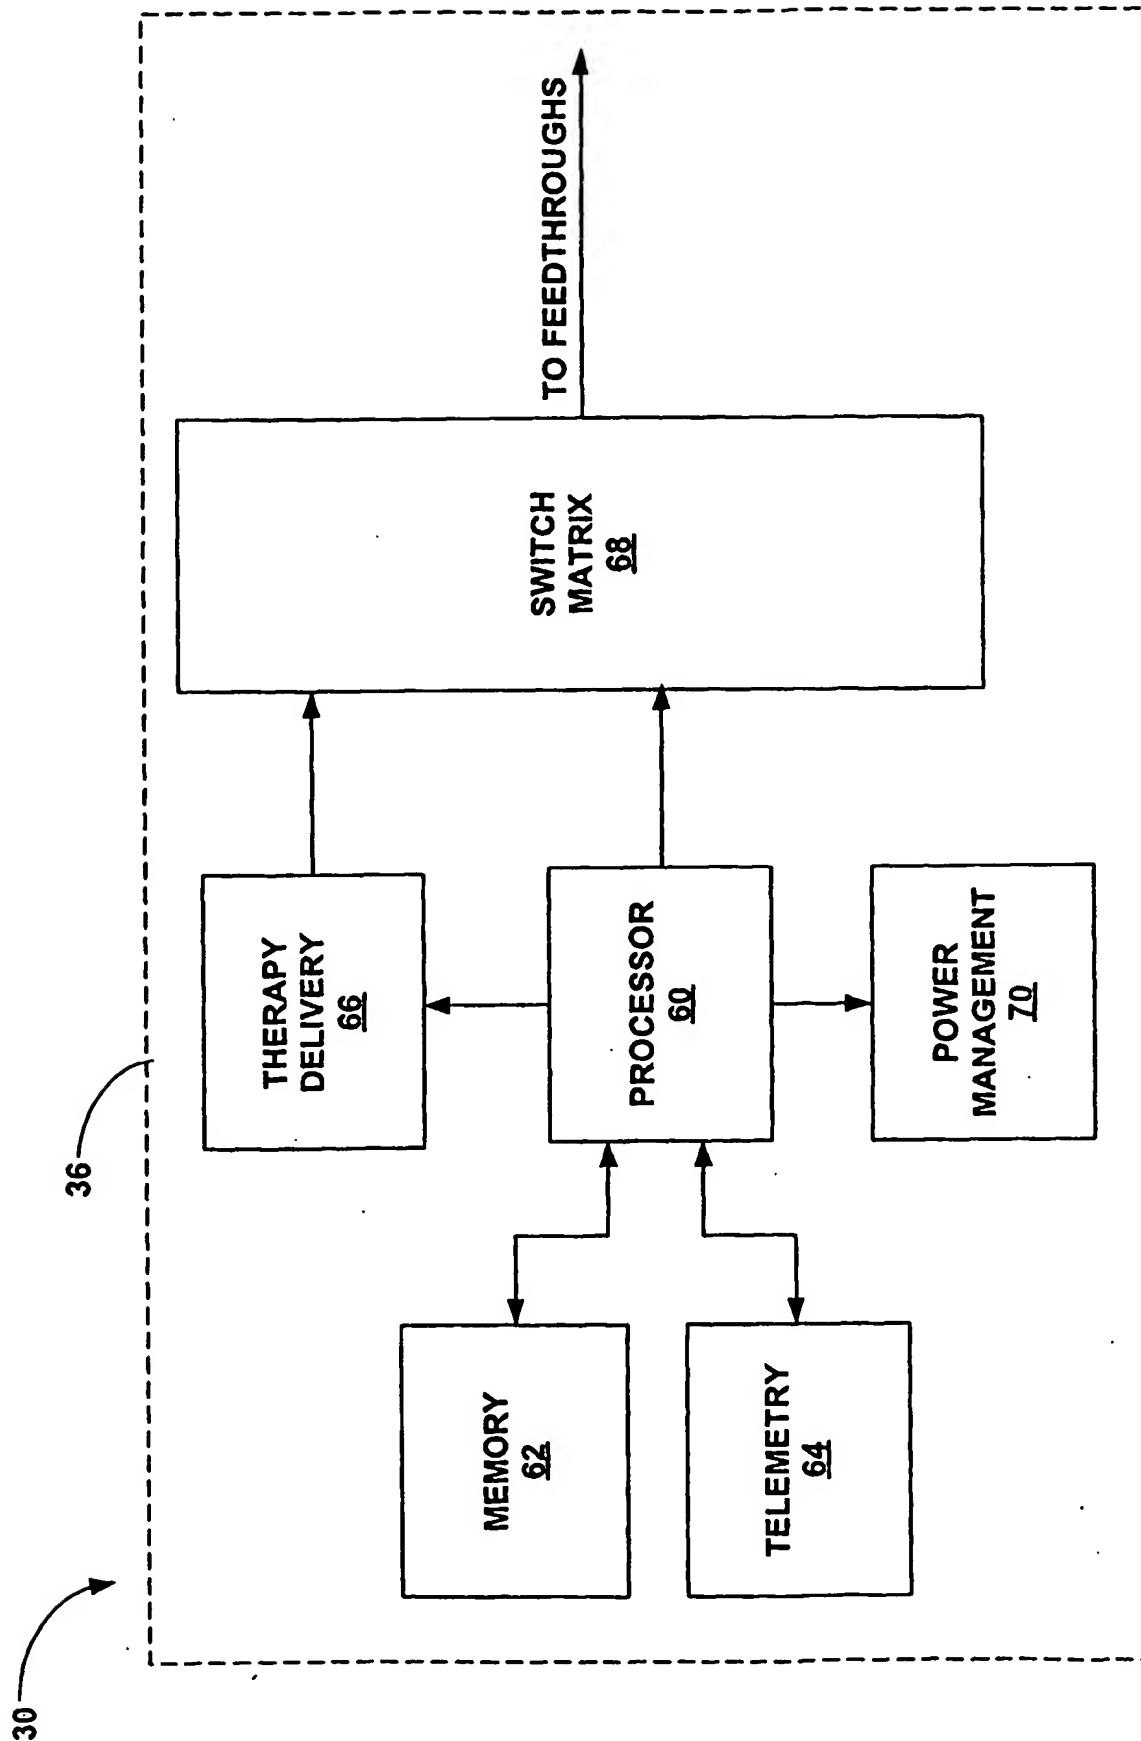 30
36
THERAPY
DELIVERY
66
MEMORY
62
PROCESSOR
60
SWITCH
MATRIX
68
TO FEEDTHROUGHS
TELEMETRY
64
POWER
MANAGEMENT
70